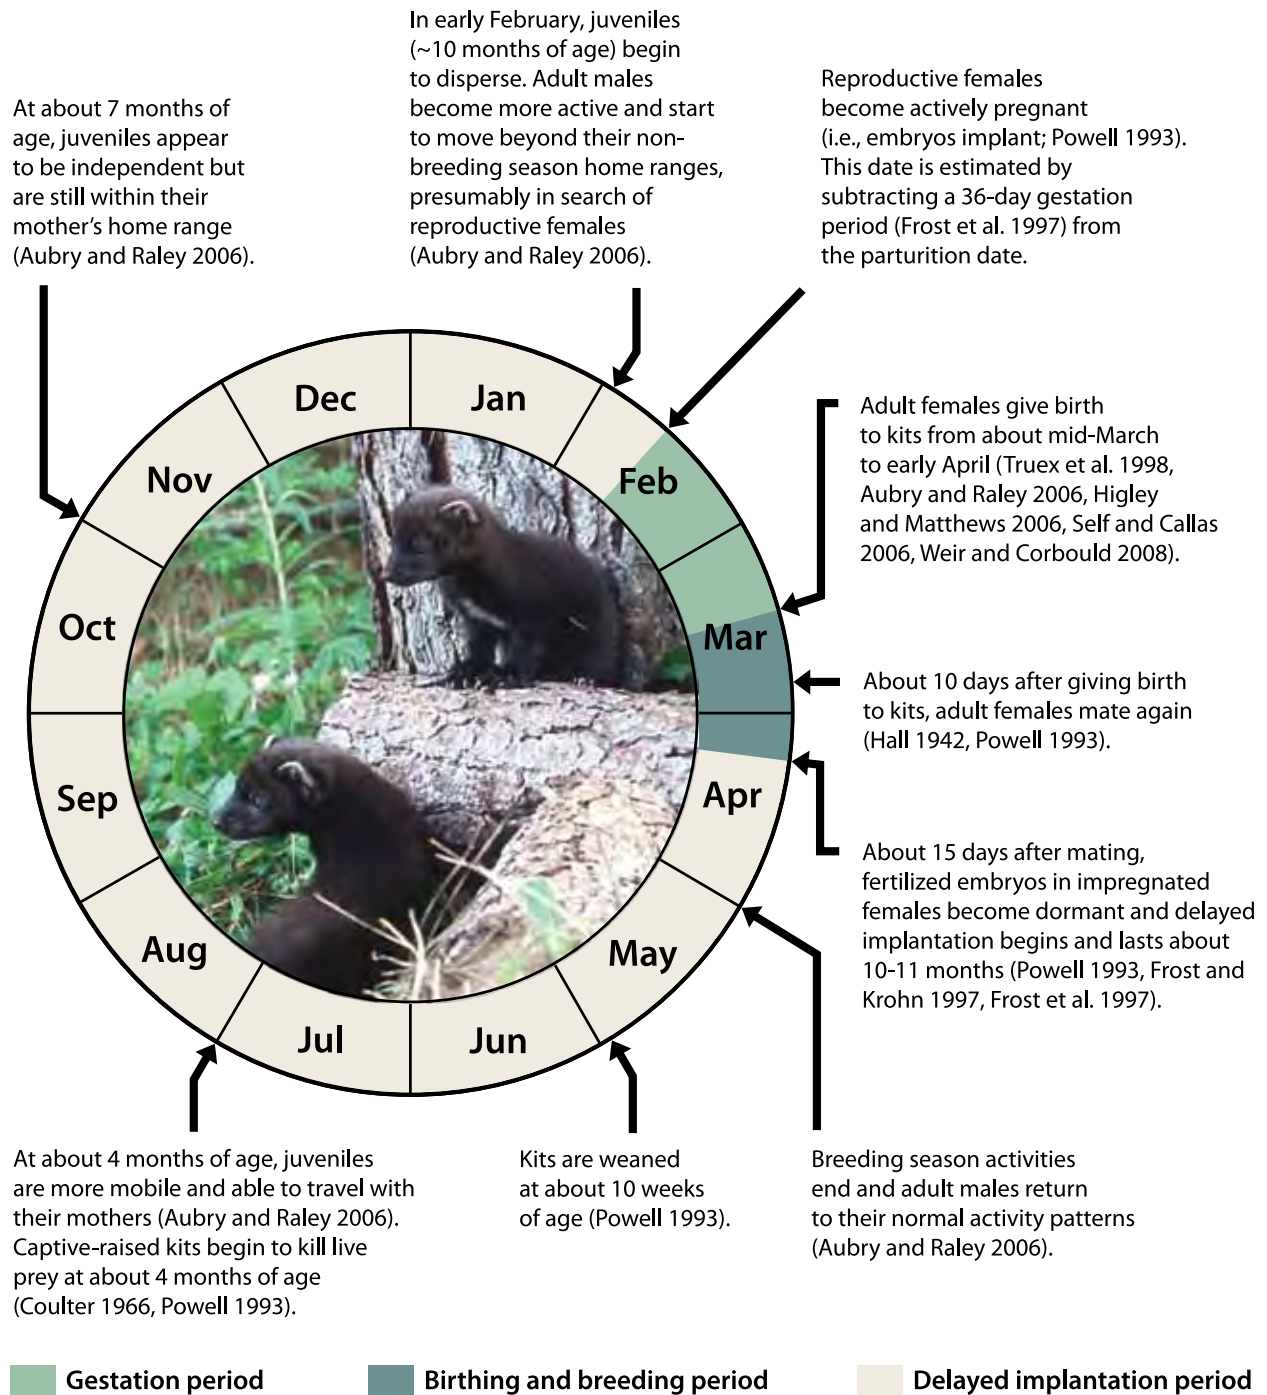 In early February, juveniles
(~10 months of age) begin
to disperse. Adult males
become more active and start
to move beyond their non-
breeding season home ranges,
presumably in search of
reproductive females
(Aubry and Raley 2006).
At about 7 months of
age, juveniles appear
to be independent but
are still within their
mother's home range
(Aubry and Raley 2006).
Reproductive females
become actively pregnant
(i.e., embryos implant; Powell 1993).
This date is estimated by
subtracting a 36-day gestation
period (Frost et al. 1997) from
the parturition date.
Jan
Feb
Mar
Apr
May
Jun
Jul
Aug
Sep
Oct
Nov
Dec
Adult females give birth
to kits from about mid-March
to early April (Truex et al. 1998,
Aubry and Raley 2006, Higley
and Matthews 2006, Self and Callas
2006, Weir and Corbould 2008).
About 10 days after giving birth
to kits, adult females mate again
(Hall 1942, Powell 1993).
About 15 days after mating,
fertilized embryos in impregnated
females become dormant and delayed
implantation begins and lasts about
10-11 months (Powell 1993, Frost and
Krohn 1997, Frost et al. 1997).
At about 4 months of age, juveniles
are more mobile and able to travel with
their mothers (Aubry and Raley 2006).
Captive-raised kits begin to kill live
prey at about 4 months of age
(Coulter 1966, Powell 1993).
Kits are weaned
at about 10 weeks
of age (Powell 1993).
Breeding season activities
end and adult males return
to their normal activity patterns
(Aubry and Raley 2006).
Gestation period
Birthing and breeding period
Delayed implantation period